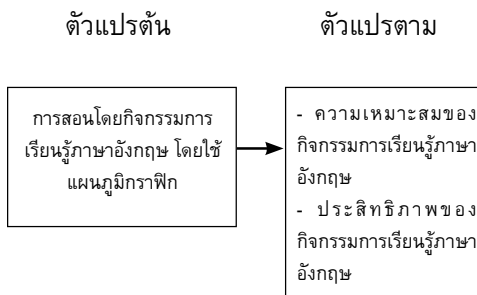 ตัวแปรต้น
ตัวแปรตาม
การสอนโดยกิจกรรมการ
เรียนรู้ภาษาอังกฤษ โดยใช้
แผนภูมิกราฟิก
- ความเหมาะสมของ
กิจกรรมการเรียนรู้ภาษา
อังกฤษ
- ประสิทธิภาพของ
กิจกรรมการเรียนรู้ภาษา
อังกฤษ